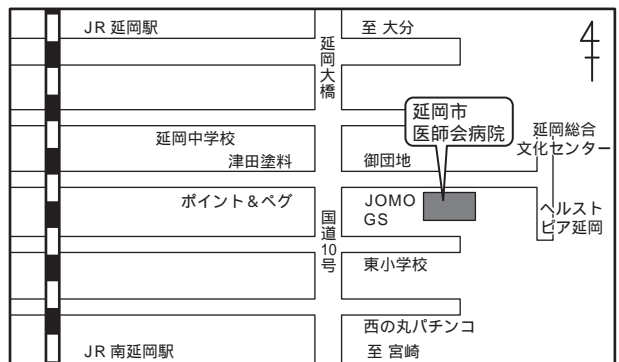 JR 延岡駅
延岡大橋
至 大分
延岡市
医師会病院
延岡総合
文化センター
延岡中学校
津田塗料
御団地
ポイント＆ペグ
国道10号
JOMO
GS
ヘルスト
ピア延岡
東小学校
西の丸パチンコ
JR 南延岡駅
至 宮崎
4